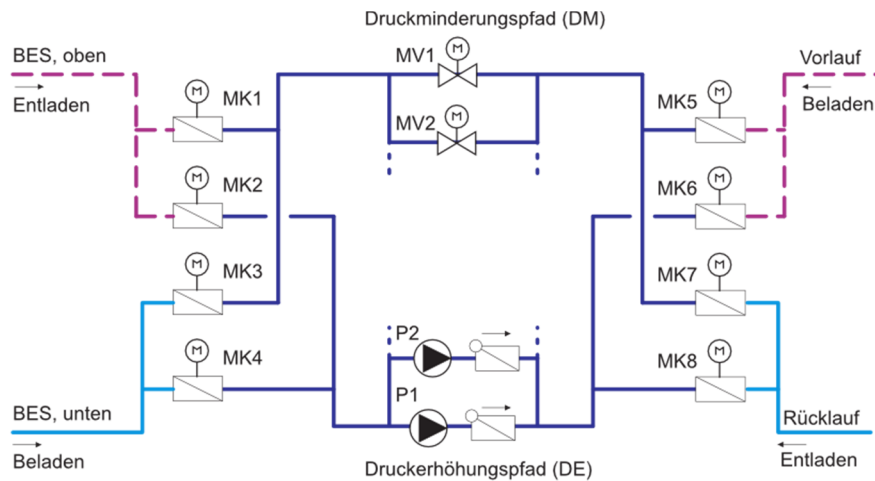 Druckminderungspfad (DM)
BES, oben
MV1
M
Vorlauf
Entladen
M
MK1
MV2
M
MK5
M
Beladen
M
MK2
MK6
M
M
MK3
MK7
M
M
MK4
P2
MK8
M
P1
BES, unten
Rücklauf
Beladen
Druckerhöhungspfad (DE)
Entladen